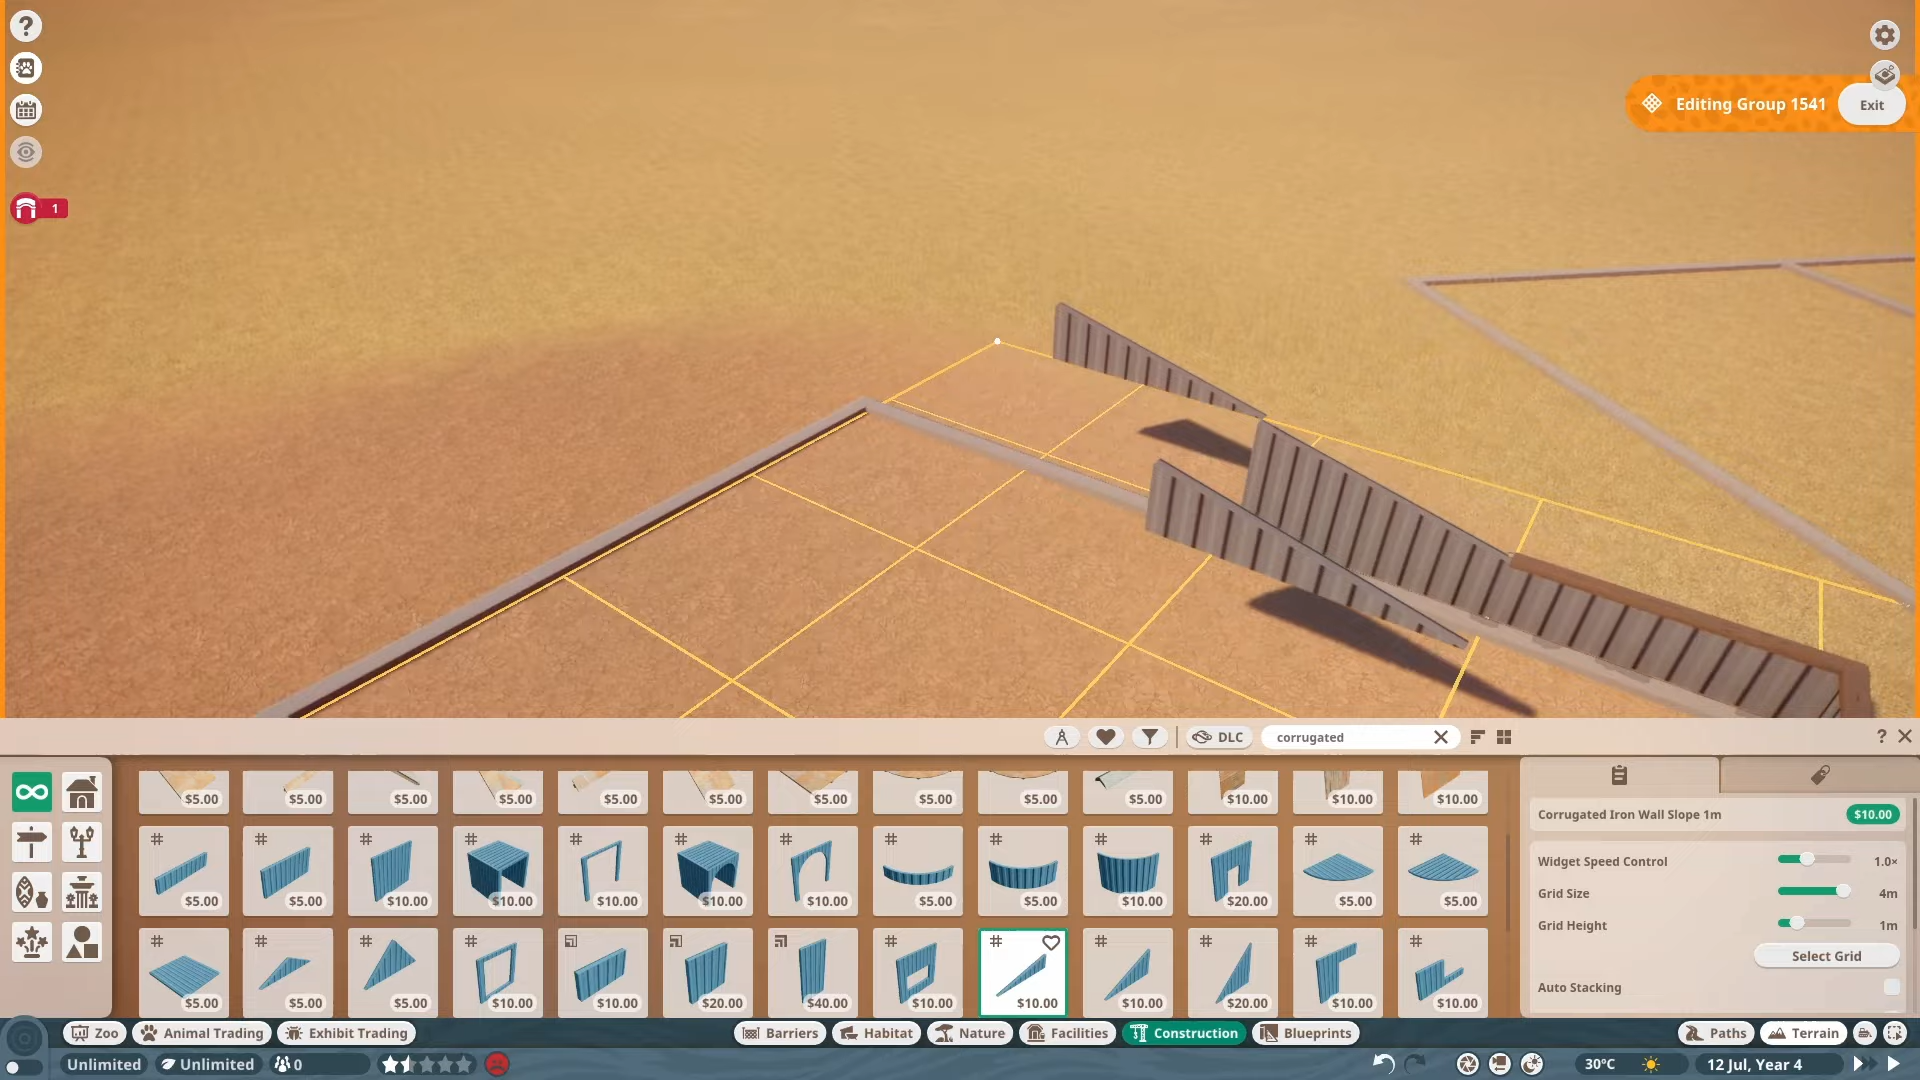 ?
Editing Group 1541
Exit
1
DLC
corrugated
?
$5.00 $5.00 $5.00 $5.00 $5.00 $5.00 $5.00 $5.00 $5.00 $5.00 $10.00 $10.00 $10.00
$5.00 $5.00 $10.00 $10.00 $10.00 $10.00 $10.00 $5.00 $5.00 $10.00 $20.00 $5.00 $5.00
$5.00 $5.00 $5.00 $10.00 $10.00 $20.00 $40.00 $10.00 $10.00 $10.00 $20.00 $10.00 $10.00
Corrugated Iron Wall Slope 1m $10.00
Widget Speed Control 1.0×
Grid Size 4m
Grid Height 1m
Select Grid
Auto Stacking
Zoo Animal Trading Exhibit Trading Barriers Habitat Nature Facilities Construction Blueprints Paths Terrain
Unlimited Unlimited 0 30°C 12 Jul, Year 4